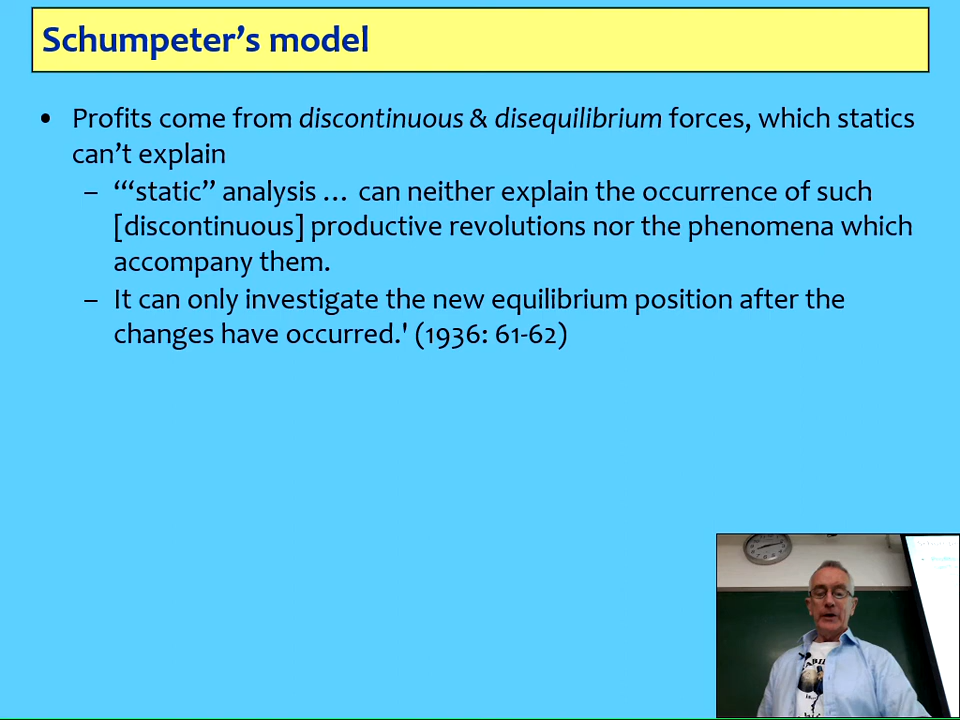 Schumpeter’s model
• Profits come from discontinuous & disequilibrium forces, which statics
can’t explain
– “‘static” analysis … can neither explain the occurrence of such
[discontinuous] productive revolutions nor the phenomena which
accompany them.
– It can only investigate the new equilibrium position after the
changes have occurred.' (1936: 61-62)